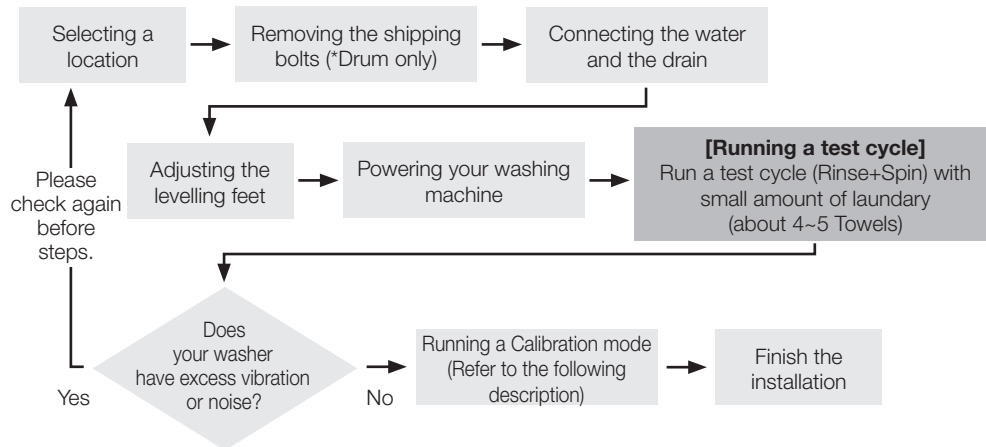 Selecting a
location
Removing the shipping
bolts (*Drum only)
Connecting the water
and the drain
Adjusting the
levelling feet
Powering your washing
machine
[Running a test cycle]
Run a test cycle (Rinse+Spin) with
small amount of laundary
(about 4~5 Towels)
Please
check again
before
steps.
Does
your washer
have excess vibration
or noise?
Yes
No
Running a Calibration mode
(Refer to the following
description)
Finish the
installation